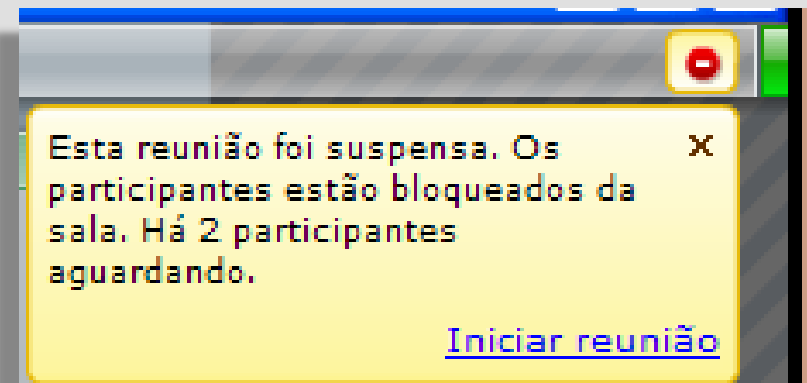 Esta reunião foi suspensa. Os
participantes estão bloqueados da
sala. Há 2 participantes
aguardando.
Iniciar reunião